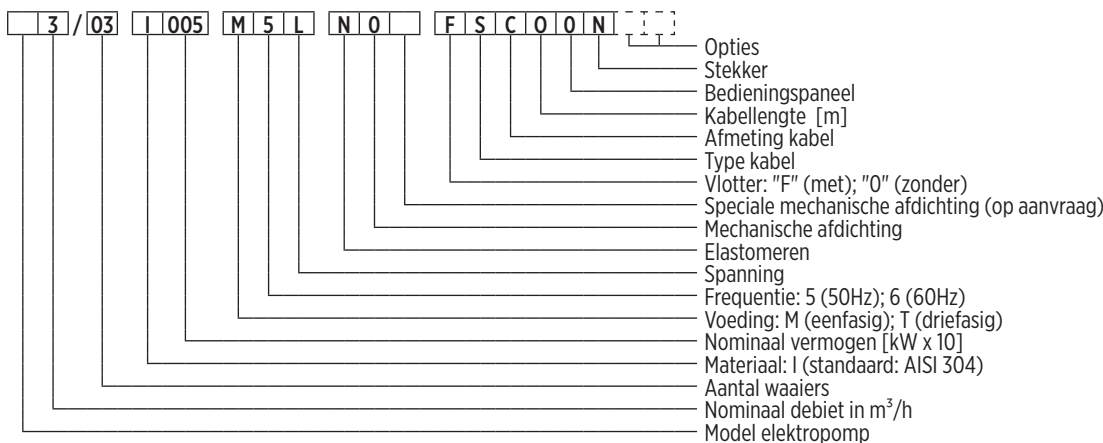 3 / 03 I 005 M 5 L N 0 F S C O 0 N
Opties
Stekker
Bedieningspaneel
Kabellengte [m]
Afmeting kabel
Type kabel
Vlotter: "F" (met); "0" (zonder)
Speciale mechanische afdichting (op aanvraag)
Mechanische afdichting
Elastomeren
Spanning
Frequentie: 5 (50Hz); 6 (60Hz)
Voeding: M (eenfasig); T (driefasig)
Nominaal vermogen [kW x 10]
Materiaal: I (standaard: AISI 304)
Aantal waaiers
Nominaal debiet in m³/h
Model elektropomp